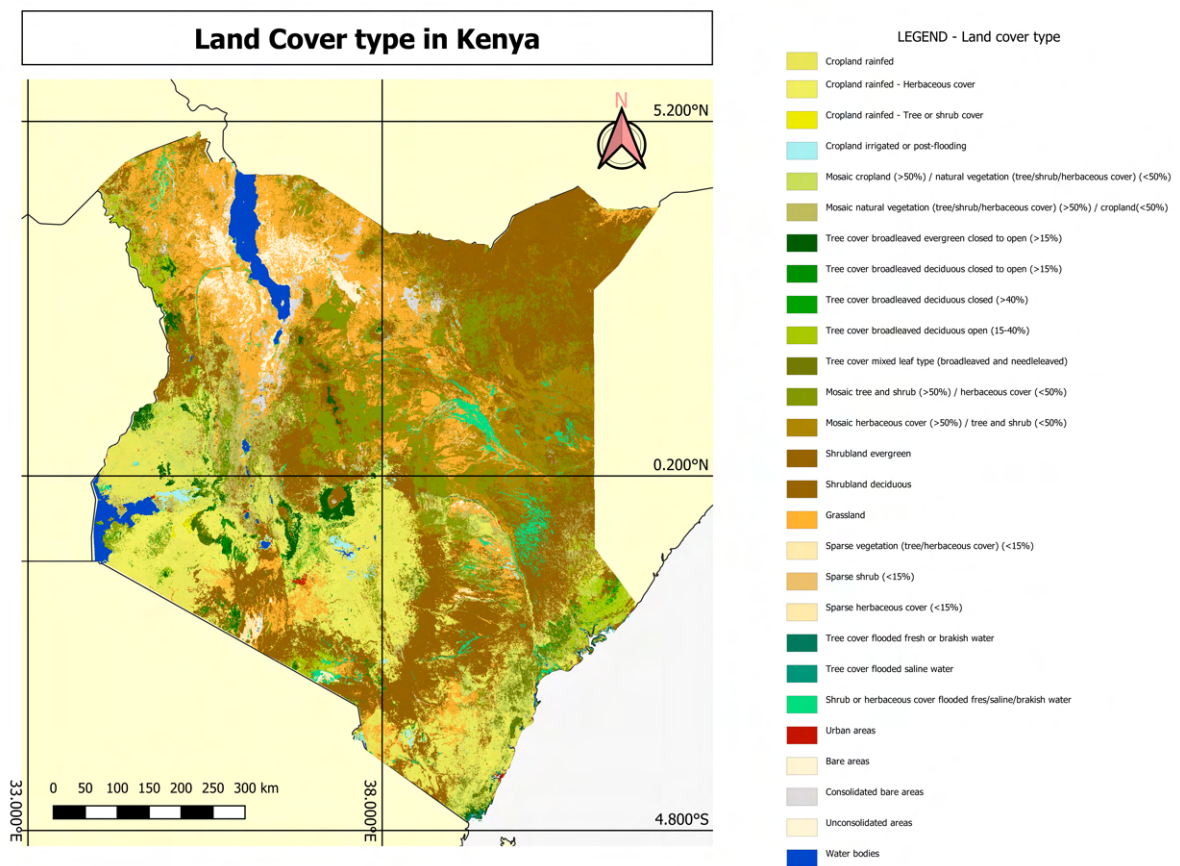 Land Cover type in Kenya
N
5.200°N
0.200°N
4.800°S
33.000°E
38.000°E
0 50 100 150 200 250 300 km
LEGEND - Land cover type
Cropland rainfed
Cropland rainfed - Herbaceous cover
Cropland rainfed - Tree or shrub cover
Cropland irrigated or post-flooding
Mosaic cropland (>50%) / natural vegetation (tree/shrub/herbaceous cover) (<50%)
Mosaic natural vegetation (tree/shrub/herbaceous cover) (>50%) / cropland(<50%)
Tree cover broadleaved evergreen closed to open (>15%)
Tree cover broadleaved deciduous closed to open (>15%)
Tree cover broadleaved deciduous closed (>40%)
Tree cover broadleaved deciduous open (15-40%)
Tree cover mixed leaf type (broadleaved and needleleaved)
Mosaic tree and shrub (>50%) / herbaceous cover (<50%)
Mosaic herbaceous cover (>50%) / tree and shrub (<50%)
Shrubland evergreen
Shrubland deciduous
Grassland
Sparse vegetation (tree/herbaceous cover) (<15%)
Sparse shrub (<15%)
Sparse herbaceous cover (<15%)
Tree cover flooded fresh or brakish water
Tree cover flooded saline water
Shrub or herbaceous cover flooded fres/saline/brakish water
Urban areas
Bare areas
Consolidated bare areas
Unconsolidated areas
Water bodies